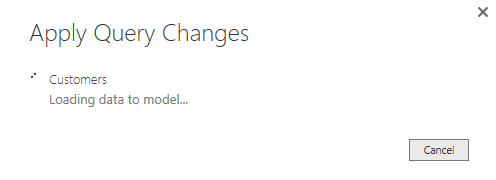 Apply Query Changes
Customers
Loading data to model...
Cancel